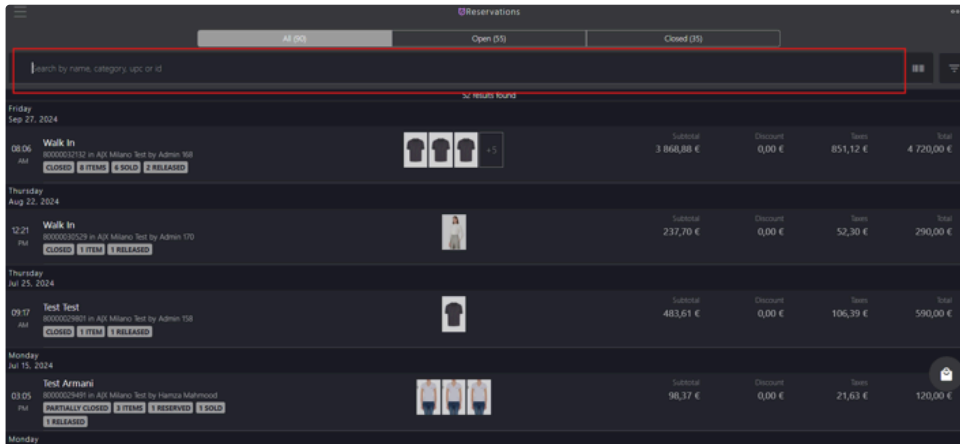 Reservations
All (90)
Open (55)
Closed (35)
Search by name, category, upc or id
52 results found
Friday
Sep 27, 2024
08:06
AM
Walk In
80000032132 in A|X Milano Test by Admin 168
CLOSED 8 ITEMS 6 SOLD 2 RELEASED
+5
Subtotal
3 868,88 €
Discount
0,00 €
Taxes
851,12 €
Total
4 720,00 €
Thursday
Aug 22, 2024
12:21
PM
Walk In
80000030529 in A|X Milano Test by Admin 170
CLOSED 1 ITEM 1 RELEASED
Subtotal
237,70 €
Discount
0,00 €
Taxes
52,30 €
Total
290,00 €
Thursday
Jul 25, 2024
09:17
AM
Test Test
80000029801 in A|X Milano Test by Admin 158
CLOSED 1 ITEM 1 RELEASED
Subtotal
483,61 €
Discount
0,00 €
Taxes
106,39 €
Total
590,00 €
Monday
Jul 15, 2024
03:05
PM
Test Armani
80000029491 in A|X Milano Test by Hamza Mahmood
PARTIALLY CLOSED 3 ITEMS 1 RESERVED 1 SOLD
1 RELEASED
Subtotal
98,37 €
Discount
0,00 €
Taxes
21,63 €
Total
120,00 €
Monday